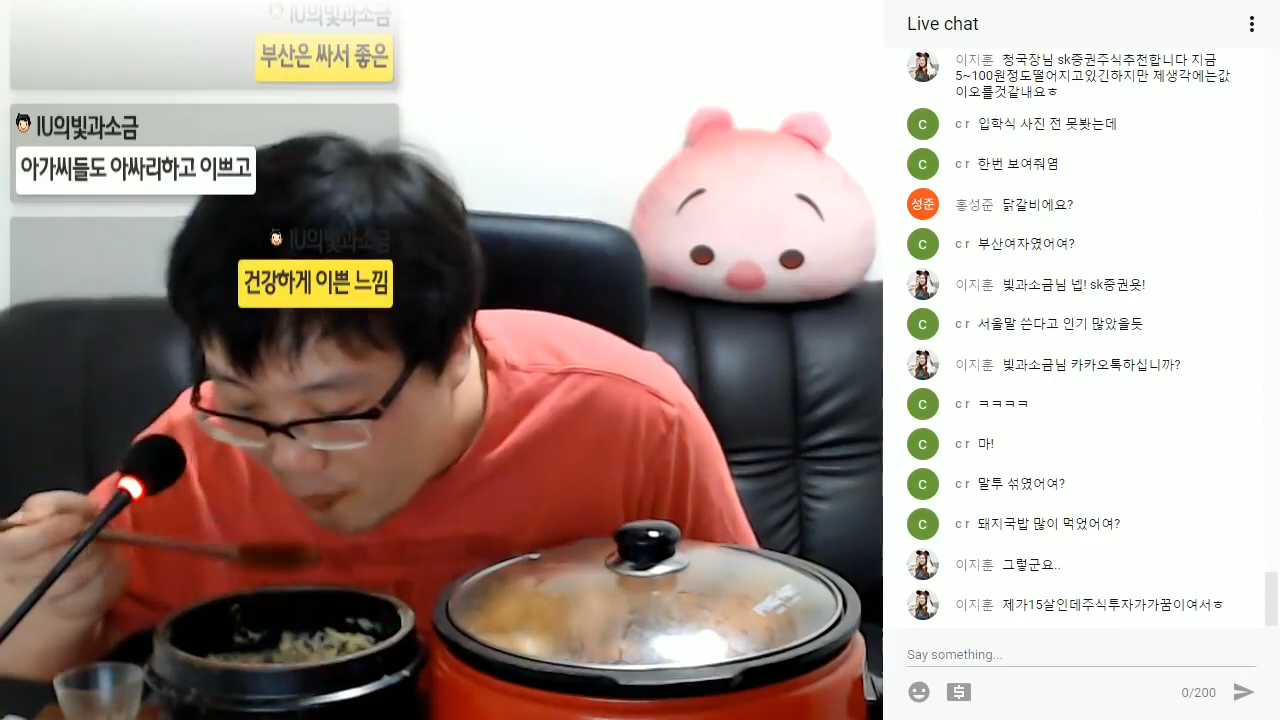 IU의빛과소금
부산은 싸서 좋은
IU의빛과소금
아가씨들도 아싸리하고 이쁘고
IU의빛과소금
건강하게 이쁜 느낌
Live chat
이지훈 청국장님 sk증권주식추천합니다 지금
5~100원정도떨어지고있긴하지만 제생각에는값
이오를것같내요ㅎ
C c r 입학식 사진 전 못봤는데
C c r 한번 보여줘염
성준 홍성준 닭갈비에요?
C c r 부산여자였어여?
이지훈 빛과소금님 넵! sk증권욧!
C c r 서울말 쓴다고 인기 많았을듯
이지훈 빛과소금님 카카오톡하십니까?
C c r ㅋㅋㅋㅋ
C c r 마!
C c r 말투 섞였어여?
C c r 돼지국밥 많이 먹었어여?
이지훈 그렇군요..
이지훈 제가15살인데주식투자가가꿈이여서ㅎ
Say something...
0/200